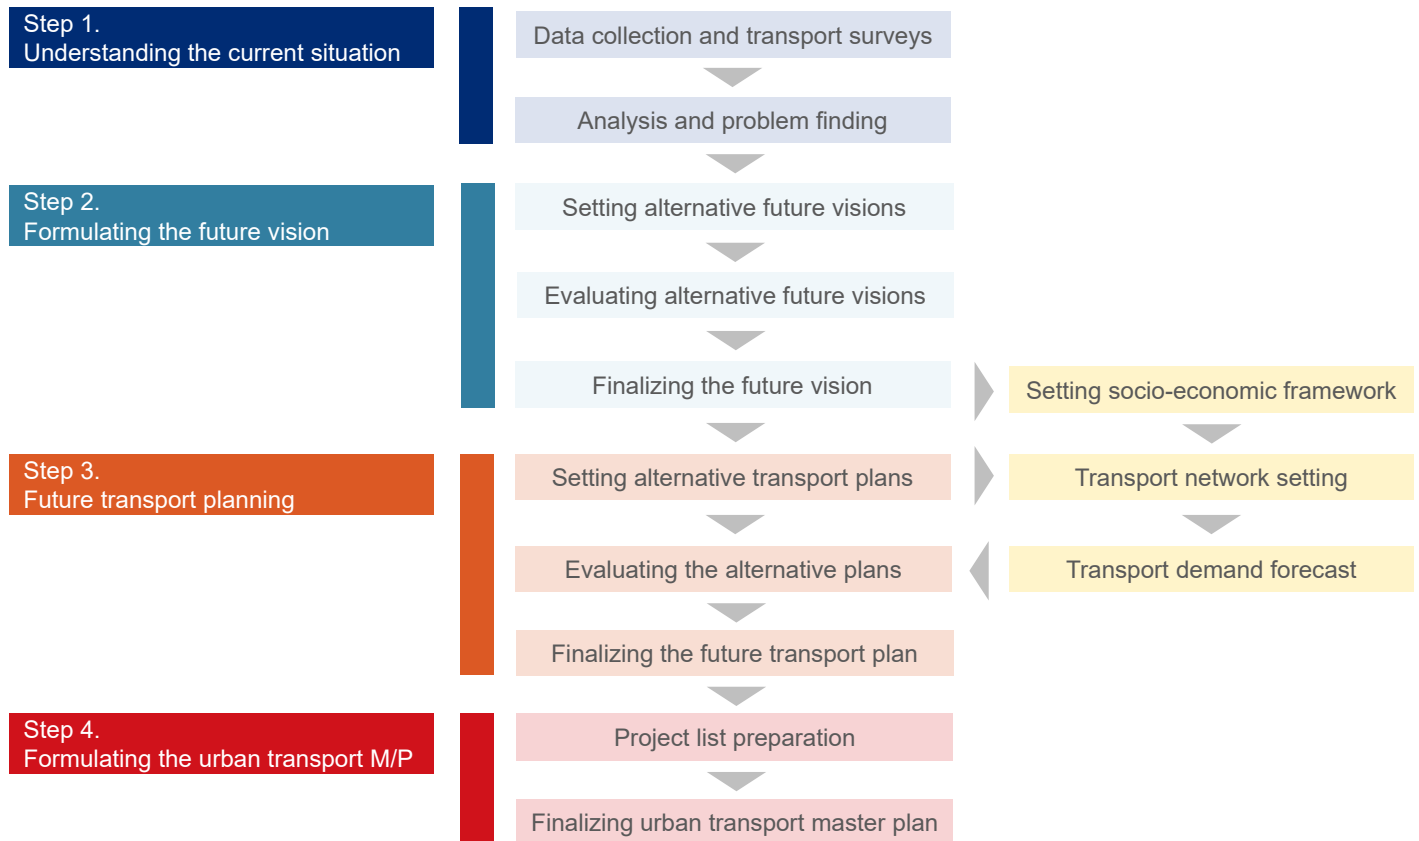 Step 1.
Understanding the current situation
Data collection and transport surveys
Analysis and problem finding
Step 2.
Formulating the future vision
Setting alternative future visions
Evaluating alternative future visions
Finalizing the future vision
Setting socio-economic framework
Step 3.
Future transport planning
Setting alternative transport plans
Transport network setting
Evaluating the alternative plans
Transport demand forecast
Finalizing the future transport plan
Step 4.
Formulating the urban transport M/P
Project list preparation
Finalizing urban transport master plan